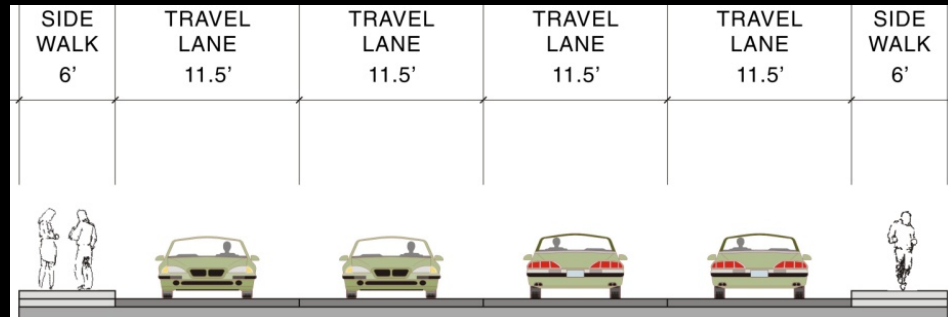 SIDE
WALK
6’
TRAVEL
LANE
11.5’
TRAVEL
LANE
11.5’
TRAVEL
LANE
11.5’
TRAVEL
LANE
11.5’
SIDE
WALK
6’